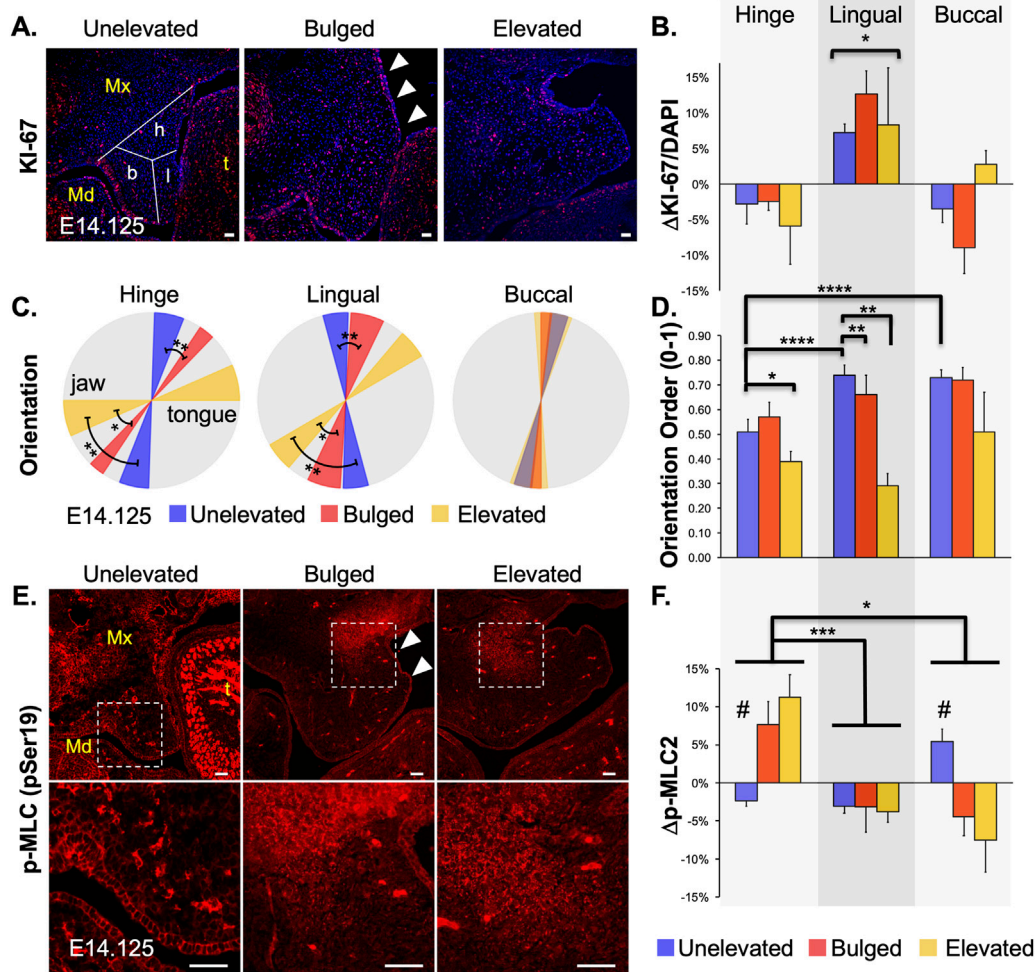 A.
Unelevated
Bulged
Elevated
KI-67
Mx
h
b
l
t
Md
E14.125
B.
Hinge
Lingual
Buccal
ΔKI-67/DAPI
15%
10%
5%
0%
-5%
-10%
15%
*
C.
Hinge
Lingual
Buccal
Orientation
jaw
tongue
**
*
**
**
*
**
E14.125
Unelevated
Bulged
Elevated
D.
Orientation Order (0-1)
0.90
0.80
0.70
0.60
0.50
0.40
0.30
0.20
0.10
0.00
****
****
*
**
**
E.
Unelevated
Bulged
Elevated
p-MLC (pSer19)
Mx
t
Md
E14.125
F.
Δp-MLC2
15%
10%
5%
0%
-5%
-10%
15%
*
***
#
#
Unelevated
Bulged
Elevated